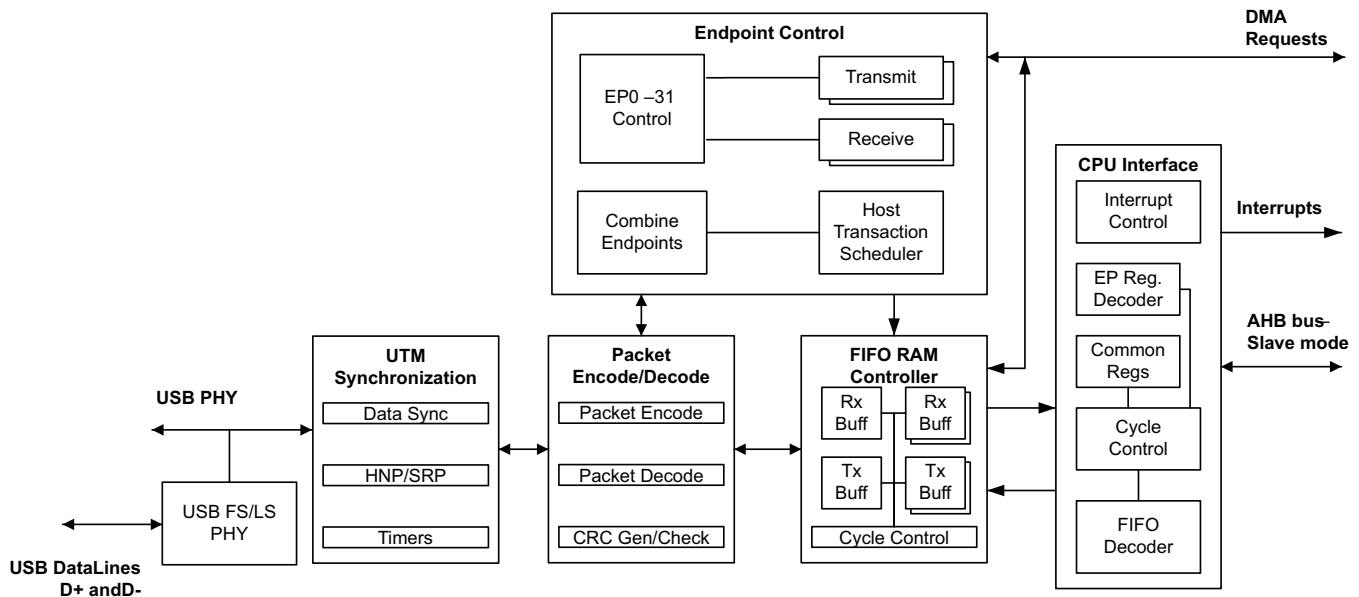 Endpoint Control
EP0 –31
Control
Transmit
Receive
Combine
Endpoints
Host
Transaction
Scheduler
DMA
Requests
CPU Interface
Interrupt
Control
EP Reg.
Decoder
Common
Regs
Cycle
Control
FIFO
Decoder
Interrupts
AHB bus–
Slave mode
UTM
Synchronization
Data Sync
HNP/SRP
Timers
Packet
Encode/Decode
Packet Encode
Packet Decode
CRC Gen/Check
FIFO RAM
Controller
Rx
Buff
Rx
Buff
Tx
Buff
Tx
Buff
Cycle Control
USB PHY
USB FS/LS
PHY
USB DataLines
D+ andD-